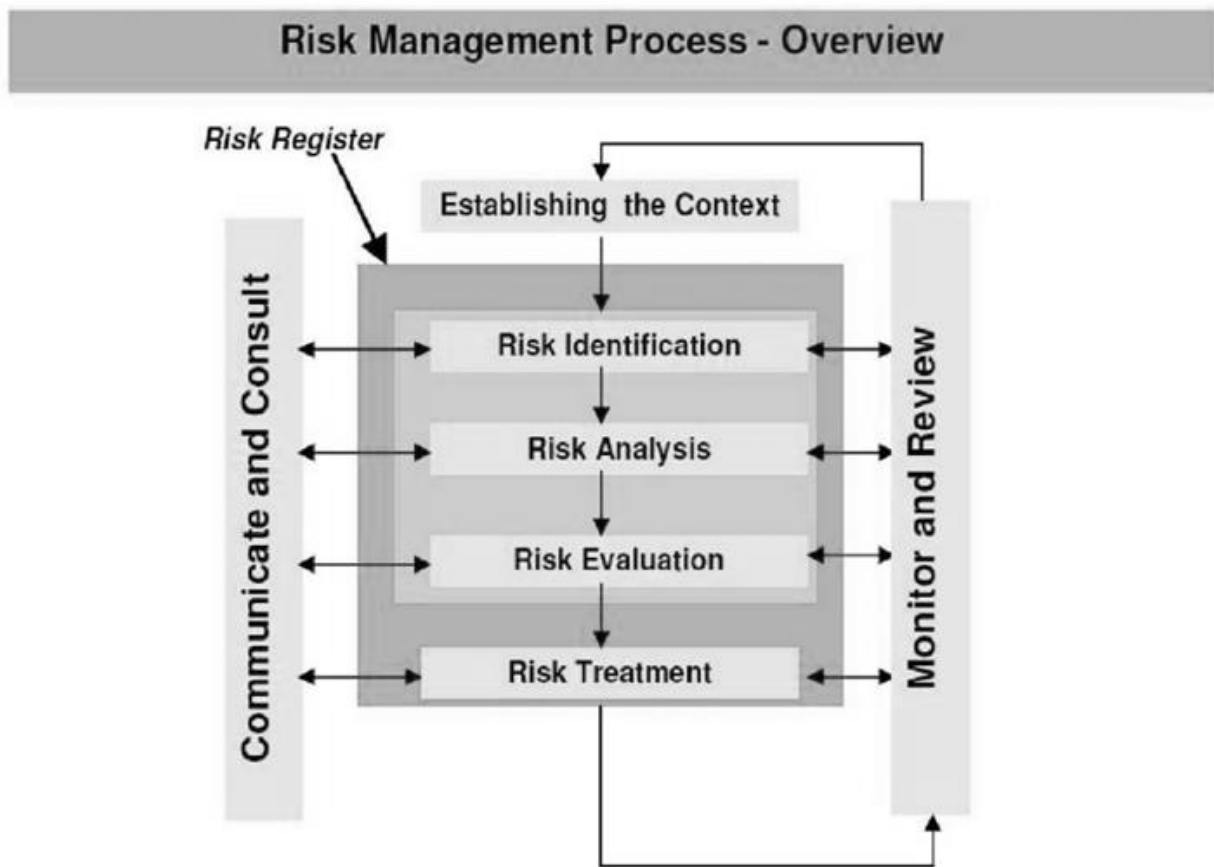 Risk Management Process - Overview
Risk Register
Establishing the Context
Communicate and Consult
Risk Identification
Risk Analysis
Risk Evaluation
Risk Treatment
Monitor and Review